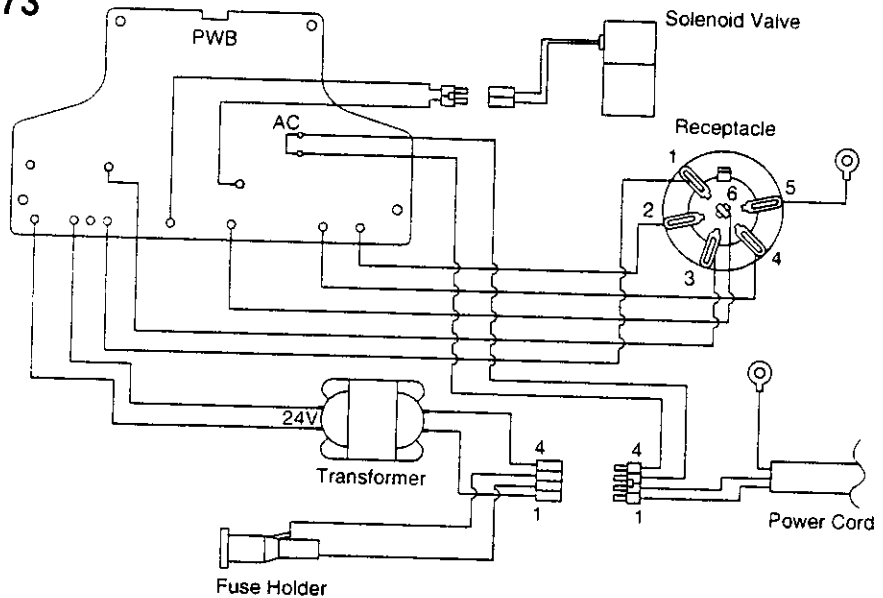 73
PWB
Solenoid Valve
AC
Receptacle
1
2
3
4
5
6
24V
Transformer
4
1
4
1
Power Cord
Fuse Holder